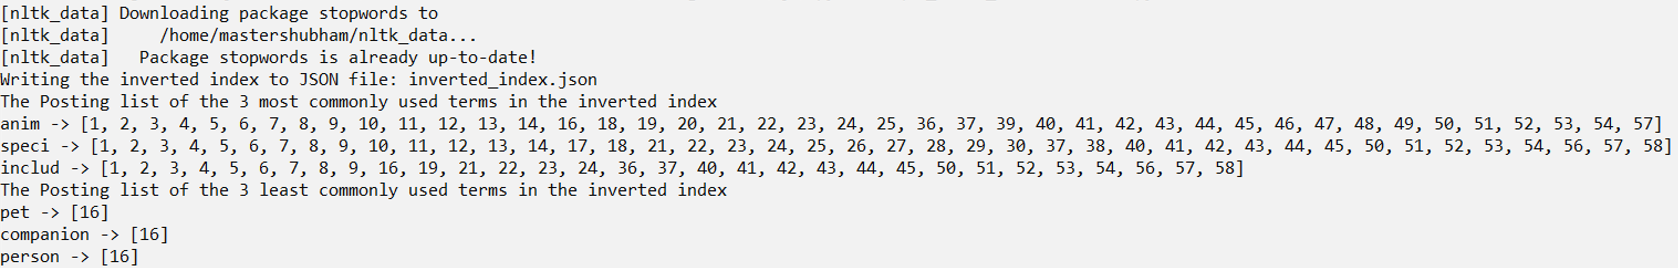 [nltk_data] Downloading package stopwords to
[nltk_data]     /home/mastershubham/nltk_data...
[nltk_data]   Package stopwords is already up-to-date!
Writing the inverted index to JSON file: inverted_index.json
The Posting list of the 3 most commonly used terms in the inverted index
anim -> [1, 2, 3, 4, 5, 6, 7, 8, 9, 10, 11, 12, 13, 14, 16, 18, 19, 20, 21, 22, 23, 24, 25, 36, 37, 39, 40, 41, 42, 43, 44, 45, 46, 47, 48, 49, 50, 51, 52, 53, 54, 57]
speci -> [1, 2, 3, 4, 5, 6, 7, 8, 9, 10, 11, 12, 13, 14, 17, 18, 21, 22, 23, 24, 25, 26, 27, 28, 29, 30, 37, 38, 40, 41, 42, 43, 44, 45, 50, 51, 52, 53, 54, 56, 57, 58]
includ -> [1, 2, 3, 4, 5, 6, 7, 8, 9, 16, 19, 21, 22, 23, 24, 36, 37, 40, 41, 42, 43, 44, 45, 50, 51, 52, 53, 54, 56, 57, 58]
The Posting list of the 3 least commonly used terms in the inverted index
pet -> [16]
companion -> [16]
person -> [16]